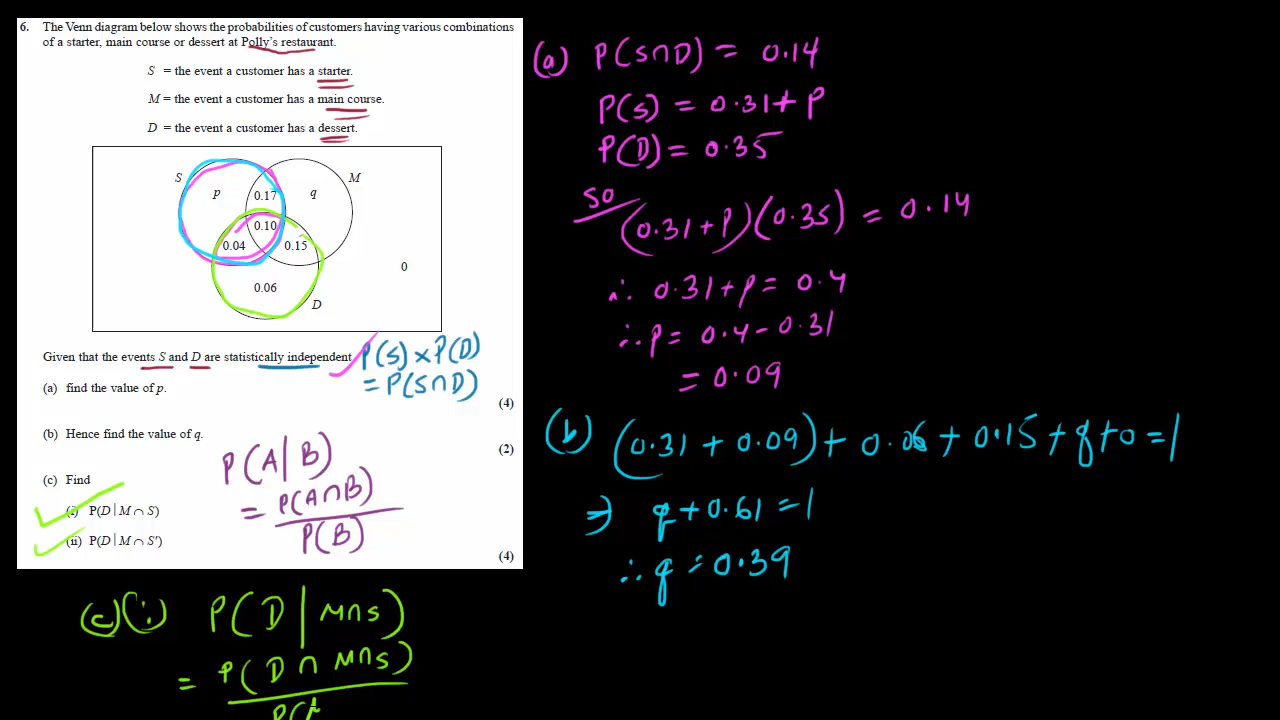 6. The Venn diagram below shows the probabilities of customers having various combinations
of a starter, main course or dessert at Polly's restaurant.
S = the event a customer has a starter.
M = the event a customer has a main course.
D = the event a customer has a dessert.
S
M
p
0.17
q
0.10
0.04
0.15
0
0.06
D
Given that the events S and D are statistically independent
(a) find the value of p.
(4)
(b) Hence find the value of q.
(2)
(c) Find
(i) P(D | M ∩ S)
(ii) P(D | M ∩ S')
(4)
P(S) × P(D)
= P(S∩D)
P(A | B)
= P(A∩B)
P(B)
(a) P(S∩D) = 0.14
P(S) = 0.31 + P
P(D) = 0.35
so
(0.31 + P)(0.35) = 0.14
∴ 0.31 + P = 0.4
∴ P = 0.4 - 0.31
= 0.09
(b) (0.31 + 0.09) + 0.06 + 0.15 + q + 0 = 1
⇒ q + 0.61 = 1
∴ q = 0.39
(c)(i) P(D | M∩S)
= P(D ∩ M∩S)
P(